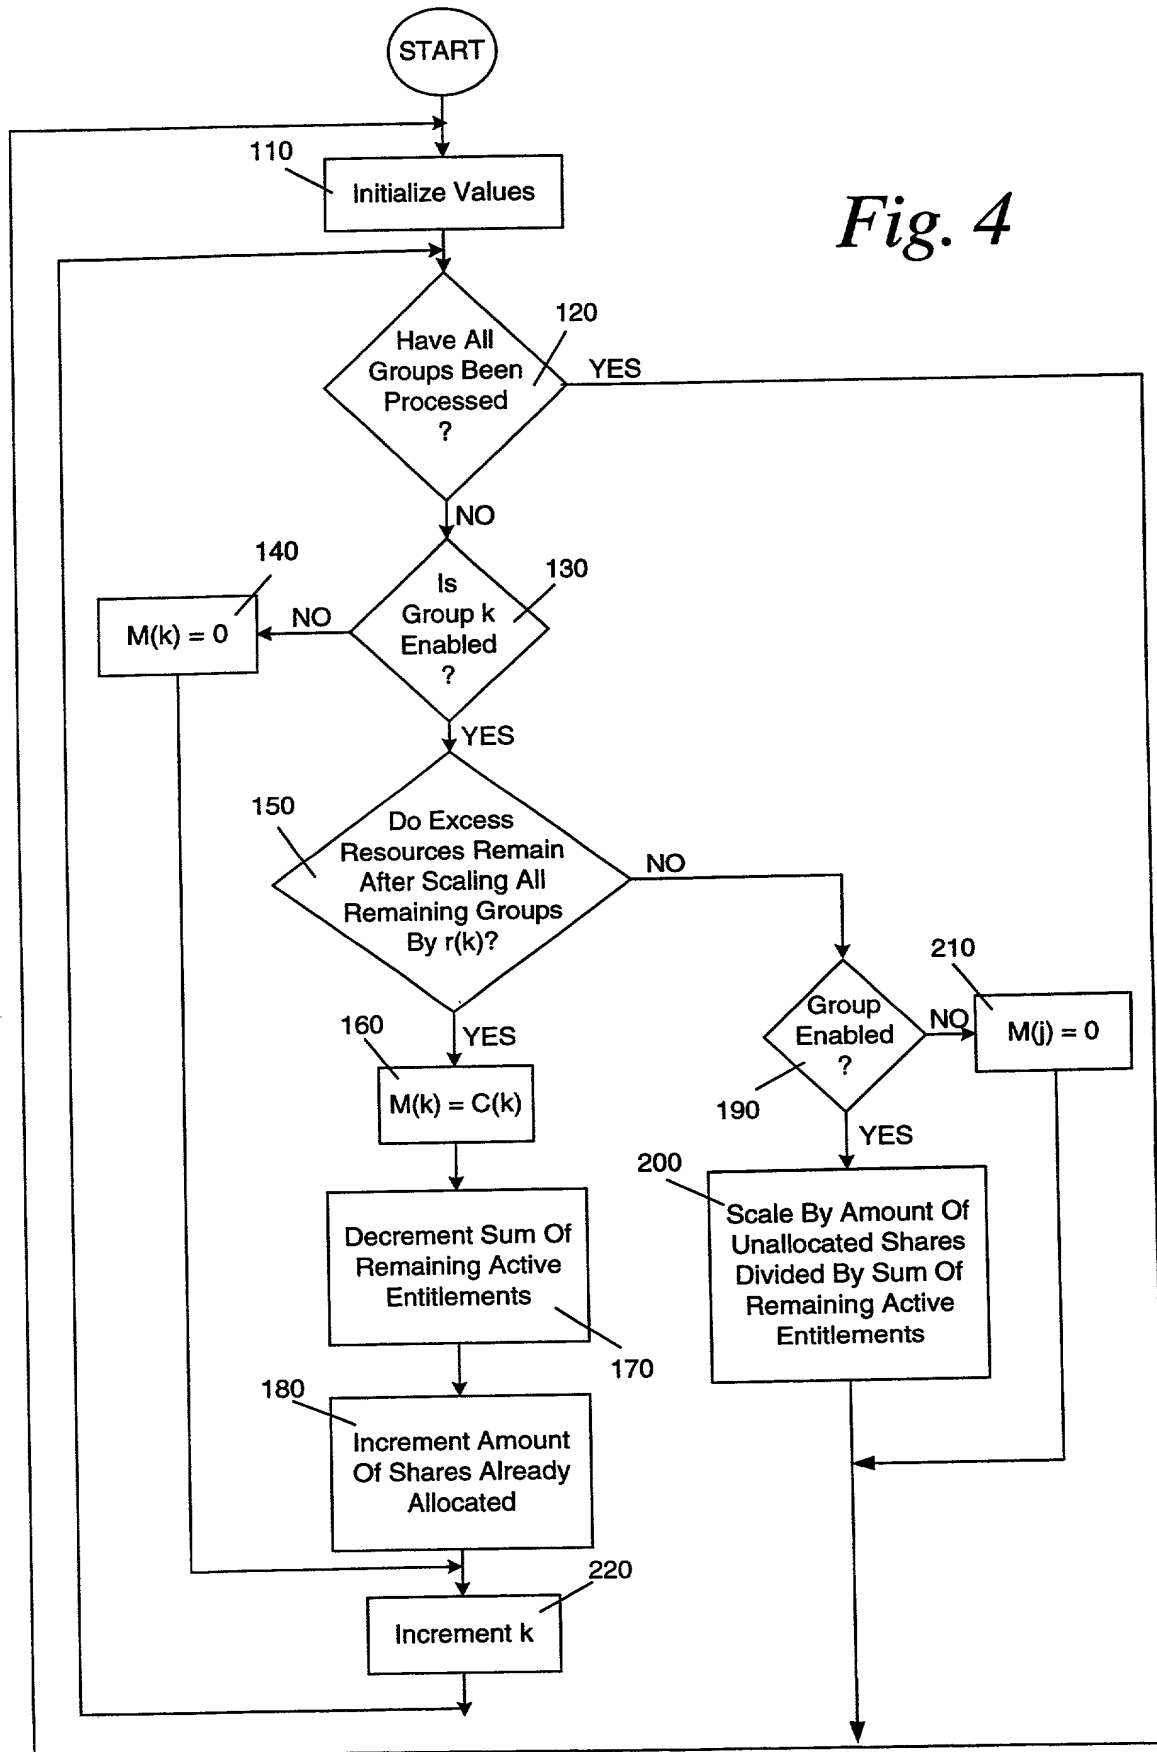 START
110
Initialize Values
Fig. 4
120
Have All
Groups Been
Processed
?
YES
NO
140
130
Is
Group k
Enabled
?
NO
M(k) = 0
YES
150
Do Excess
Resources Remain
After Scaling All
Remaining Groups
By r(k)?
NO
210
Group
Enabled
?
NO
M(j) = 0
160
YES
190
M(k) = C(k)
YES
200
Scale By Amount Of
Unallocated Shares
Divided By Sum Of
Remaining Active
Entitlements
Decrement Sum Of
Remaining Active
Entitlements
170
180
Increment Amount
Of Shares Already
Allocated
220
Increment k